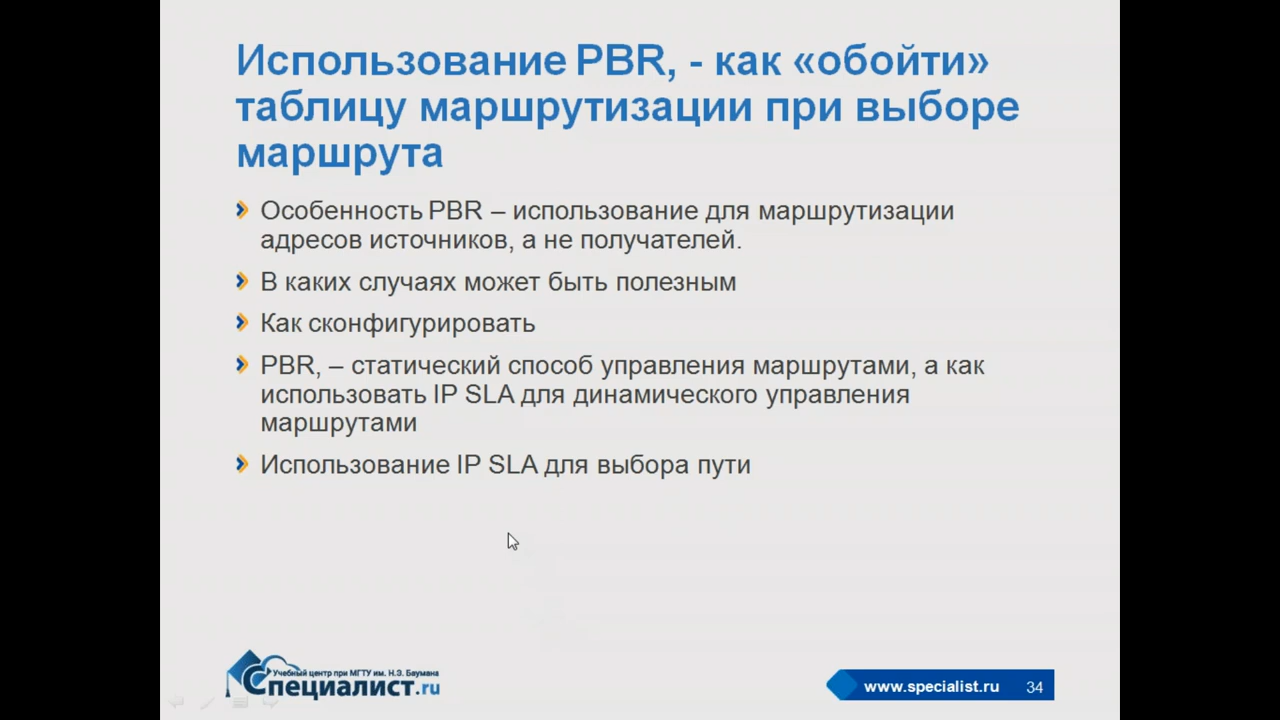 Использование PBR, - как «обойти»
таблицу маршрутизации при выборе
маршрута
Особенность PBR – использование для маршрутизации
адресов источников, а не получателей.
В каких случаях может быть полезным
Как сконфигурировать
PBR, – статический способ управления маршрутами, а как
использовать IP SLA для динамического управления
маршрутами
Использование IP SLA для выбора пути
Учебный центр при МГТУ им. Н.Э. Баумана
Специалист.ru
www.specialist.ru 34